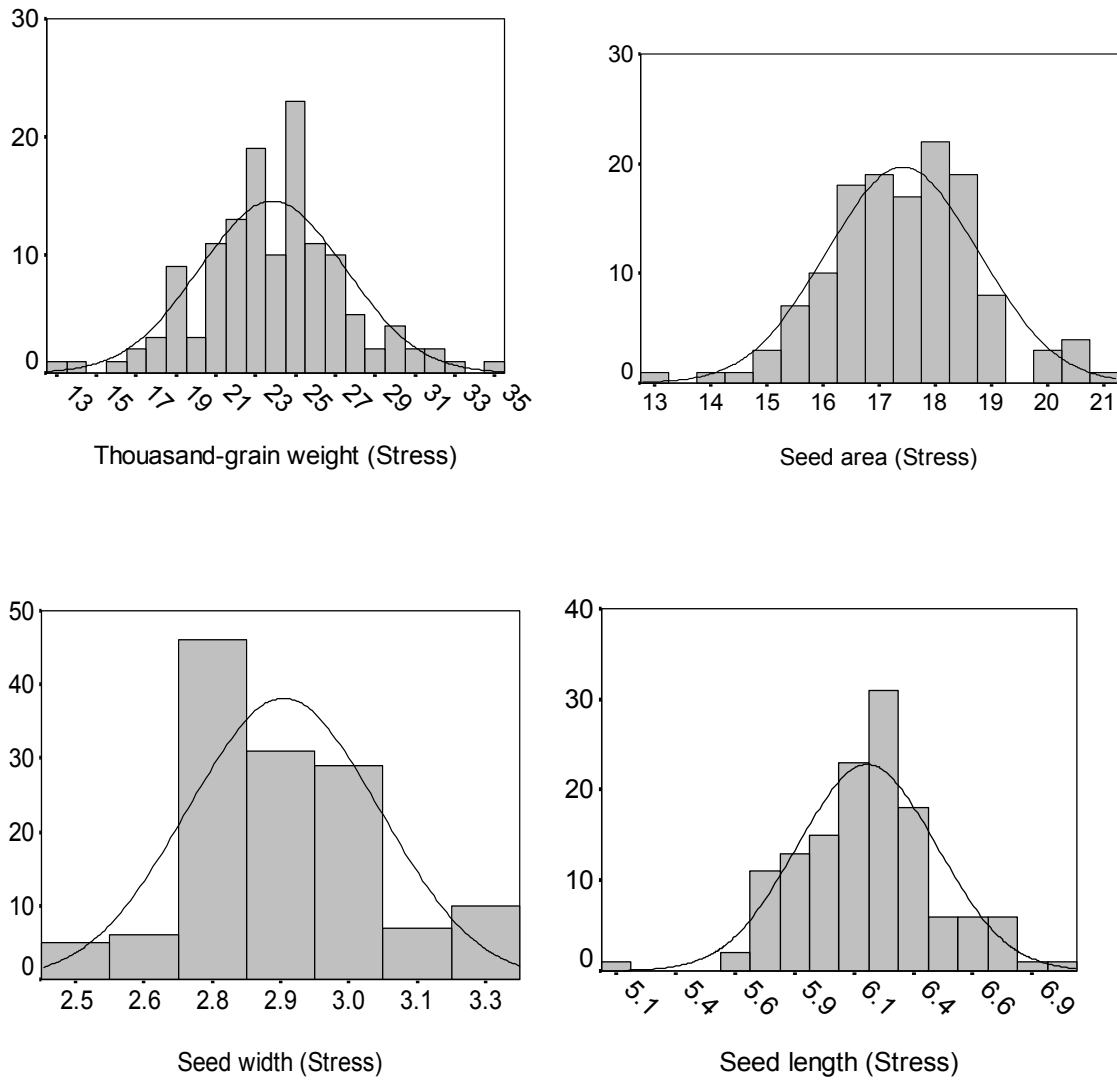 30
20
10
0
13 15 17 19 21 23 25 27 29 31 33 35
Thouasand-grain weight (Stress)
30
20
10
0
13 14 15 16 17 18 19 20 21
Seed area (Stress)
50
40
30
20
10
0
2.5 2.6 2.8 2.9 3.0 3.1 3.3
Seed width (Stress)
40
30
20
10
0
5.1 5.4 5.6 5.9 6.1 6.4 6.6 6.9
Seed length (Stress)